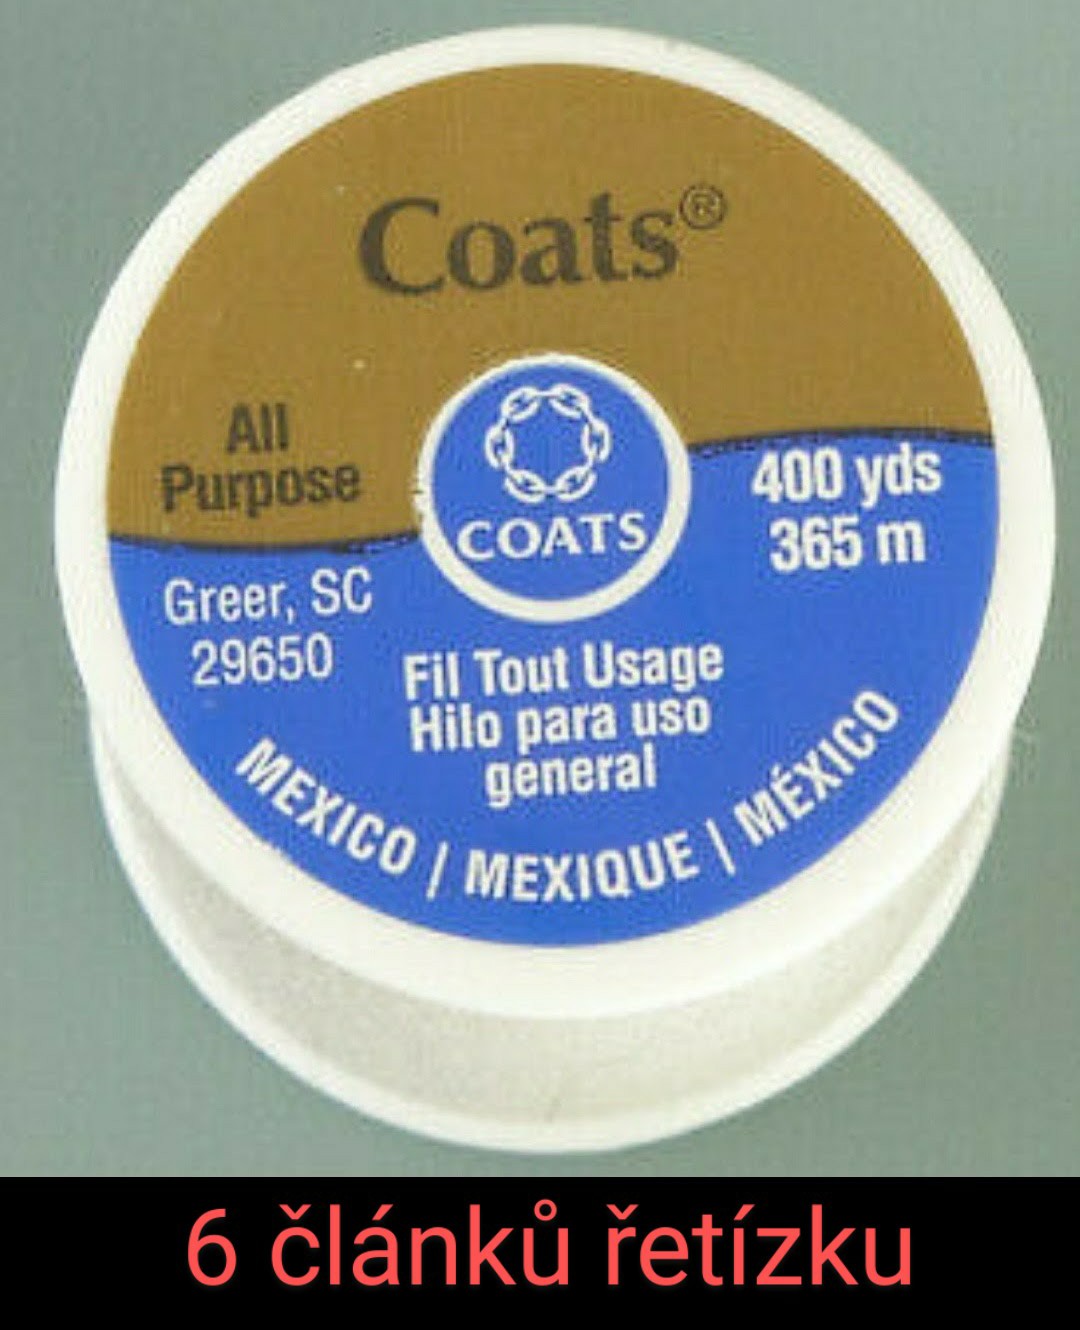 Coats®
All
Purpose
COATS
400 yds
365 m
Greer, SC
29650
Fil Tout Usage
Hilo para uso
general
MEXICO | MEXIQUE | MÉXICO
6 článků řetízku